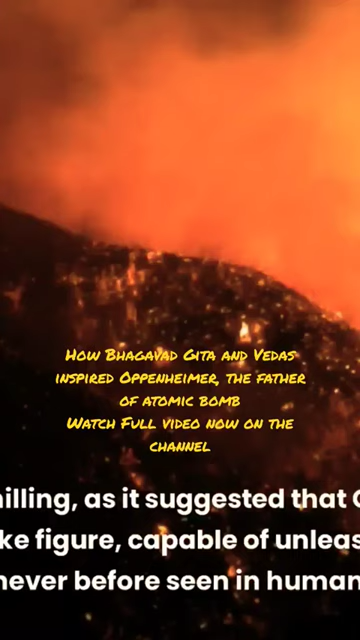 How Bhagavad Gita and Vedas
inspired Oppenheimer, the father
of atomic bomb
Watch Full video now on the
channel
hilling, as it suggested that
ke figure, capable of unleas
never before seen in human